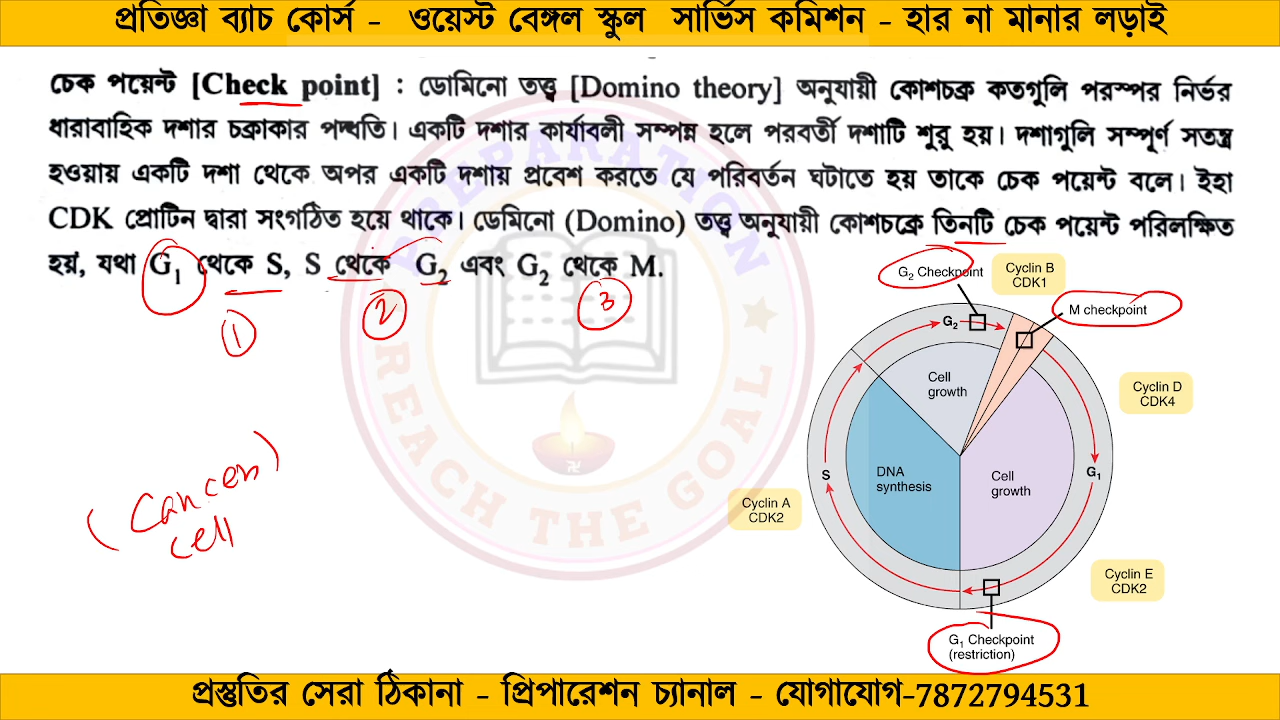 প্রতিজ্ঞা ব্যাচ কোর্স - ওয়েস্ট বেঙ্গল স্কুল সার্ভিস কমিশন - হার না মানার লড়াই
চেক পয়েন্ট [Check point] : ডোমিনো তত্ত্ব [Domino theory] অনুযায়ী কোশচক্র কতগুলি পরস্পর নির্ভর
ধারাবাহিক দশার চক্রাকার পদ্ধতি। একটি দশার কার্যাবলী সম্পন্ন হলে পরবর্তী দশাটি শুরু হয়। দশাগুলি সম্পূর্ণ সতন্ত্র
হওয়ায় একটি দশা থেকে অপর একটি দশায় প্রবেশ করতে যে পরিবর্তন ঘটাতে হয় তাকে চেক পয়েন্ট বলে। ইহা
CDK প্রোটিন দ্বারা সংগঠিত হয়ে থাকে। ডেমিনো (Domino) তত্ত্ব অনুযায়ী কোশচক্রে তিনটি চেক পয়েন্ট পরিলক্ষিত
হয়, যথা G₁ থেকে S, S থেকে G₂ এবং G₂ থেকে M.
1 2 3
G₂ Checkpoint
Cyclin B
CDK1
M checkpoint
G₂
Cell
growth
Cyclin D
CDK4
S
DNA
synthesis
Cell
growth
G₁
Cyclin A
CDK2
Cyclin E
CDK2
G₁ Checkpoint
(restriction)
(Cancer)
cell
PREPARATION
REACH THE GOAL
প্রস্তুতির সেরা ঠিকানা - প্রিপারেশন চ্যানাল - যোগাযোগ-7872794531